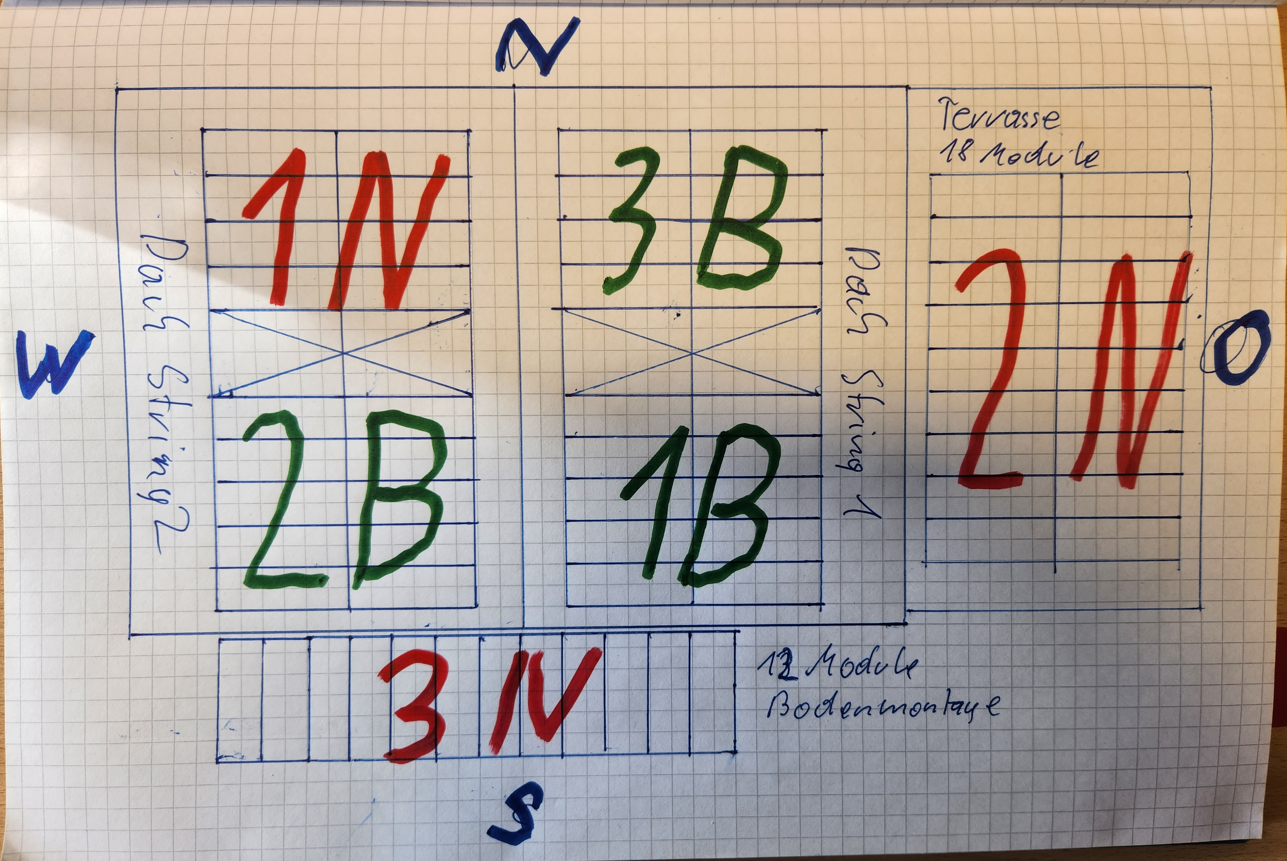 N
Terrasse
18 Module
1N
3B
2N
W
Dach String 2
Dach String 1
O
2B
1B
3N
12 Module
Bodenmontage
S